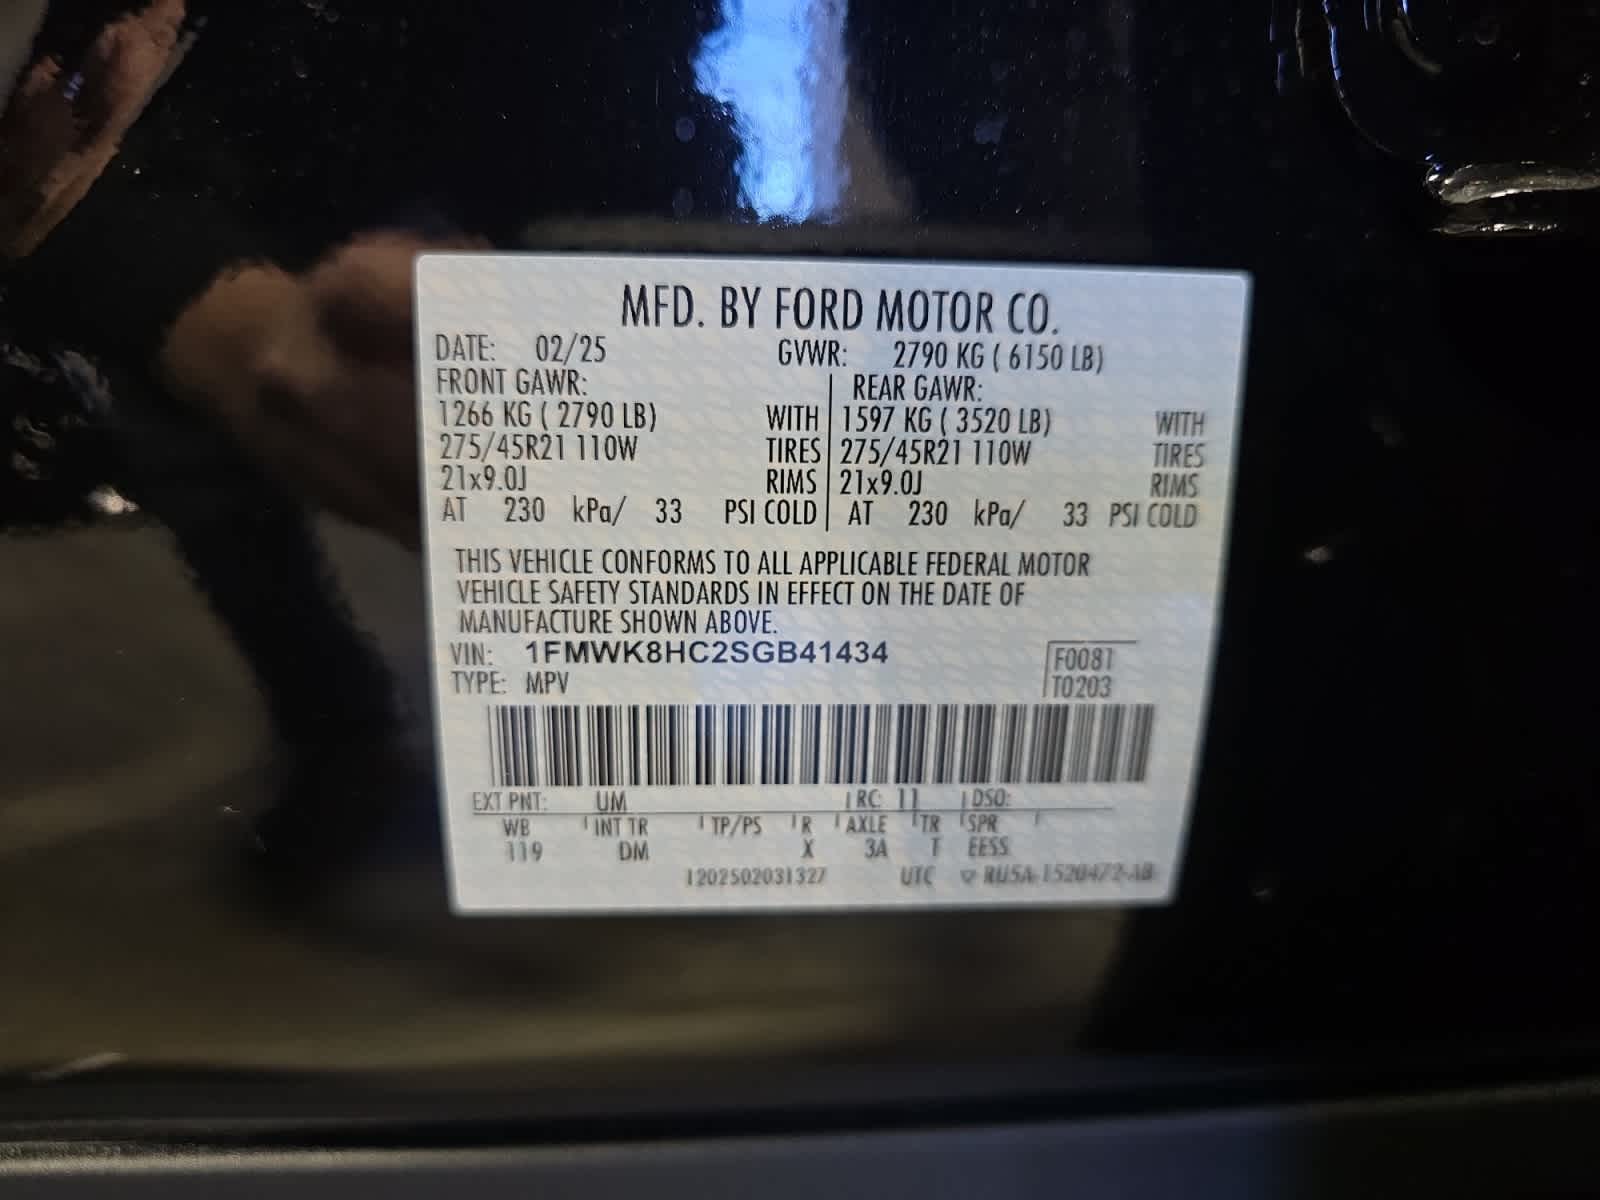 MFD. BY FORD MOTOR CO.
DATE: 02/25 GVWR: 2790 KG ( 6150 LB)
FRONT GAWR: REAR GAWR:
1266 KG ( 2790 LB) WITH 1597 KG ( 3520 LB) WITH
275/45R21 110W TIRES 275/45R21 110W TIRES
21x9.0J RIMS 21x9.0J RIMS
AT 230 kPa/ 33 PSI COLD AT 230 kPa/ 33 PSI COLD
THIS VEHICLE CONFORMS TO ALL APPLICABLE FEDERAL MOTOR
VEHICLE SAFETY STANDARDS IN EFFECT ON THE DATE OF
MANUFACTURE SHOWN ABOVE.
VIN: 1FMWK8HC2SGB41434 F0081
TYPE: MPV T0203
EXT PNT: UM RC: 11 DSO:
WB INT TR TP/PS R AXLE TR SPR
119 DM X 3A T EESS
1202502031327 UTC RU5A-1520472-AB